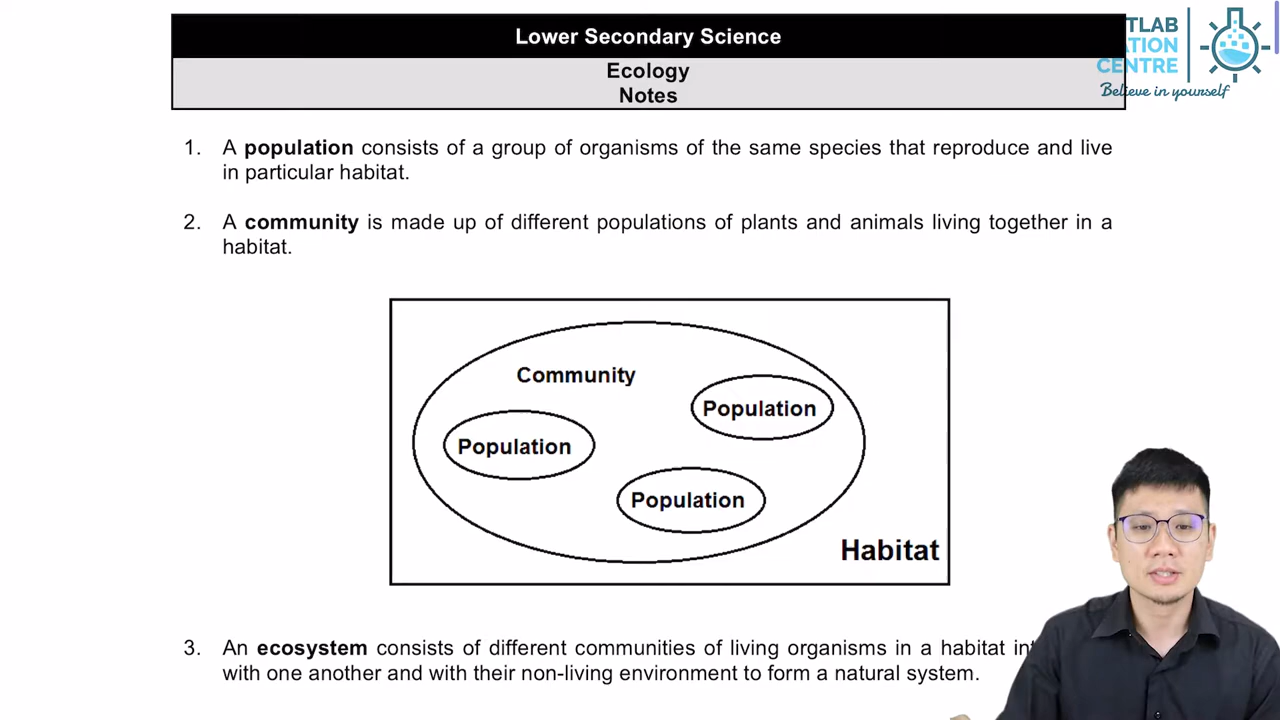 Lower Secondary Science
Ecology
Notes
TLAB
ATION
CENTRE
Believe in yourself
1. A population consists of a group of organisms of the same species that reproduce and live
in particular habitat.
2. A community is made up of different populations of plants and animals living together in a
habitat.
Community
Population
Population
Population
Habitat
3. An ecosystem consists of different communities of living organisms in a habitat
with one another and with their non-living environment to form a natural system.